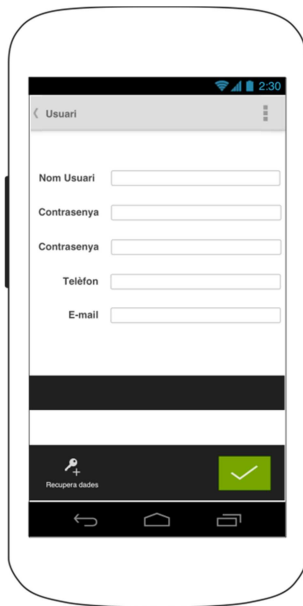 2:30
Usuari
Nom Usuari
Contrasenya
Contrasenya
Telèfon
E-mail
Recupera dades